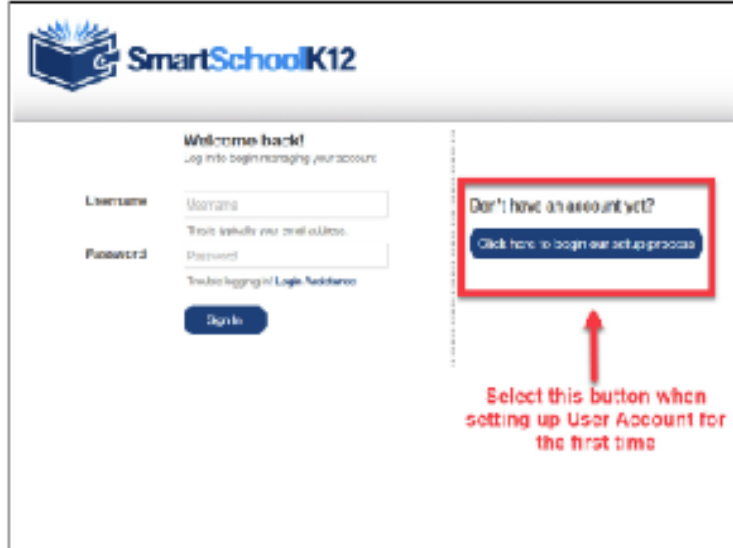 SmartSchoolK12
Welcome back!
Log in to begin managing your account
Username
Username
This is typically your email address.
Password
Password
Trouble logging in? Login Assistance
Sign In
Don't have an account yet?
Click here to begin our setup process
Select this button when
setting up User Account for
the first time